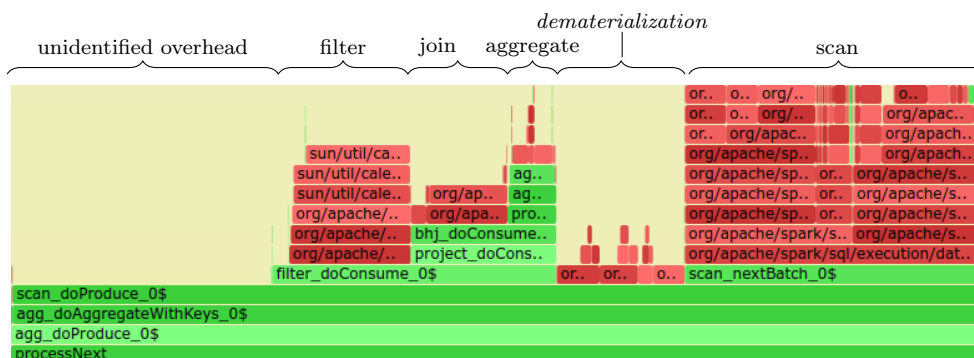 dematerialization
unidentified overhead filter join aggregate scan
or.. o.. org/.. o..
or.. o.. org/.. org/apac..
or.. org/apac.. org/apach..
sun/util/ca.. org/apache/sp.. org/apach..
sun/util/cale.. ag.. org/apache/sp.. or.. org/apache/s..
sun/util/cale.. org/ap.. ag.. org/apache/sp.. or.. org/apache/s..
org/apache/.. org/apa.. pro.. org/apache/sp.. or.. org/apache/s..
org/apache/.. bhj_doConsume.. org/apache/spark/s.. org/apache/s..
org/apache/.. project_doCons.. org/apache/spark/sql/execution/dat..
filter_doConsume_0$ or.. or.. o.. scan_nextBatch_0$
scan_doProduce_0$
agg_doAggregateWithKeys_0$
agg_doProduce_0$
processNext